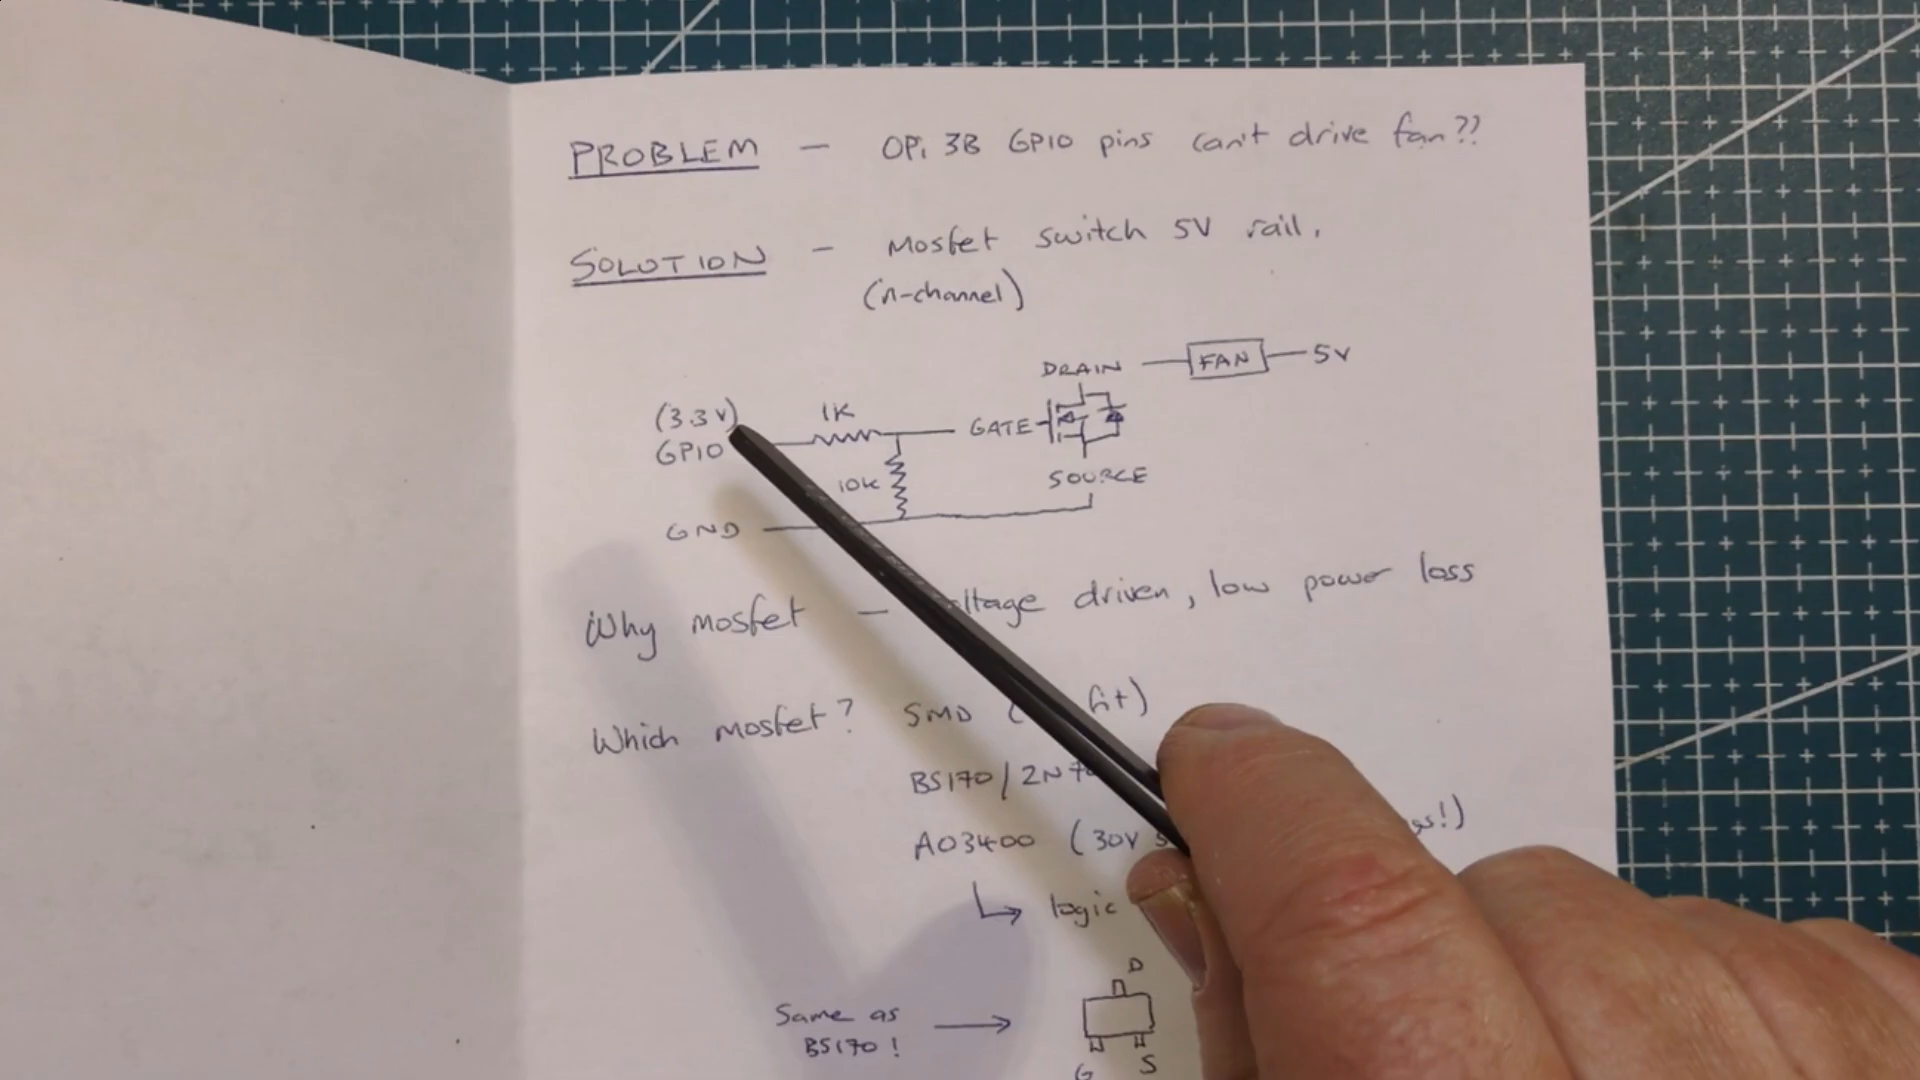 PROBLEM - OPi 3B GPIO pins can't drive fan??
SOLUTION - Mosfet switch 5V rail.
(n-channel)
DRAIN FAN 5V
(3.3V) 1K
GPIO GATE
10K SOURCE
GND
Why mosfet - driven, low power loss
Which mosfet? SMD ( fit)
BS170/
AO3400 (30V
logic
D
Same as
BS170!
G S